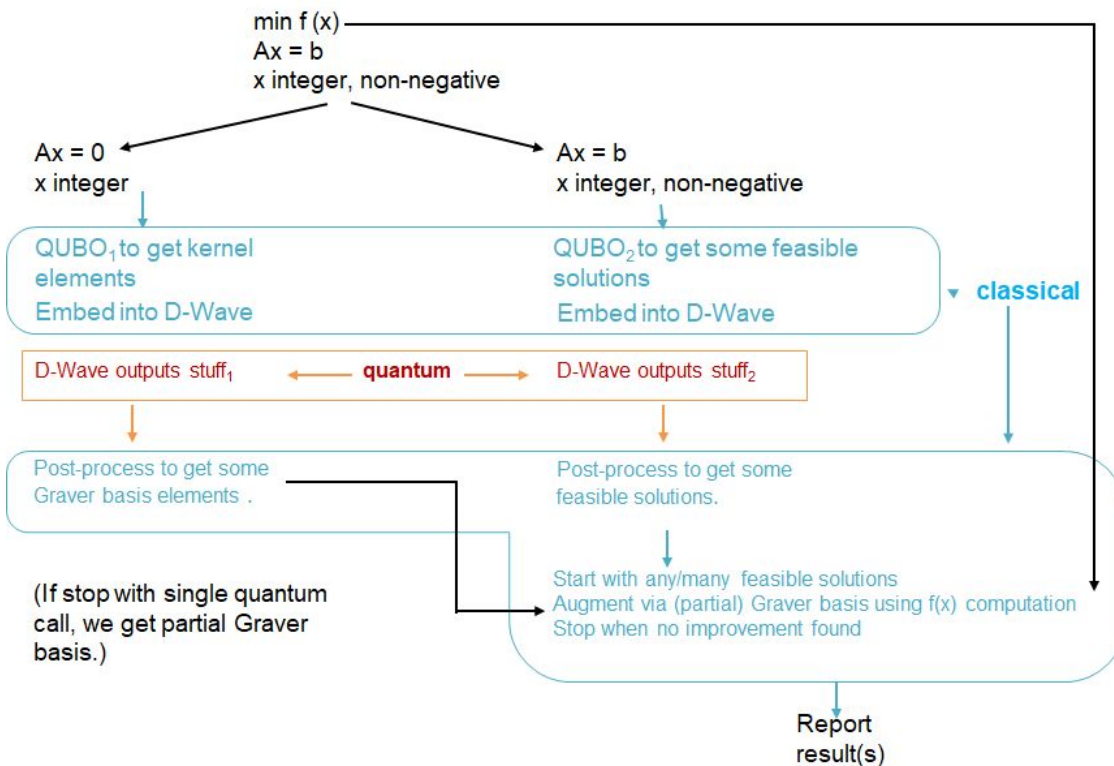 min f (x)
Ax = b
x integer, non-negative
Ax = 0
x integer
Ax = b
x integer, non-negative
QUBO₁ to get kernel
elements
Embed into D-Wave
QUBO₂ to get some feasible
solutions
Embed into D-Wave
classical
D-Wave outputs stuff₁
quantum
D-Wave outputs stuff₂
Post-process to get some
Graver basis elements .
Post-process to get some
feasible solutions.
(If stop with single quantum
call, we get partial Graver
basis.)
Start with any/many feasible solutions
Augment via (partial) Graver basis using f(x) computation
Stop when no improvement found
Report
result(s)